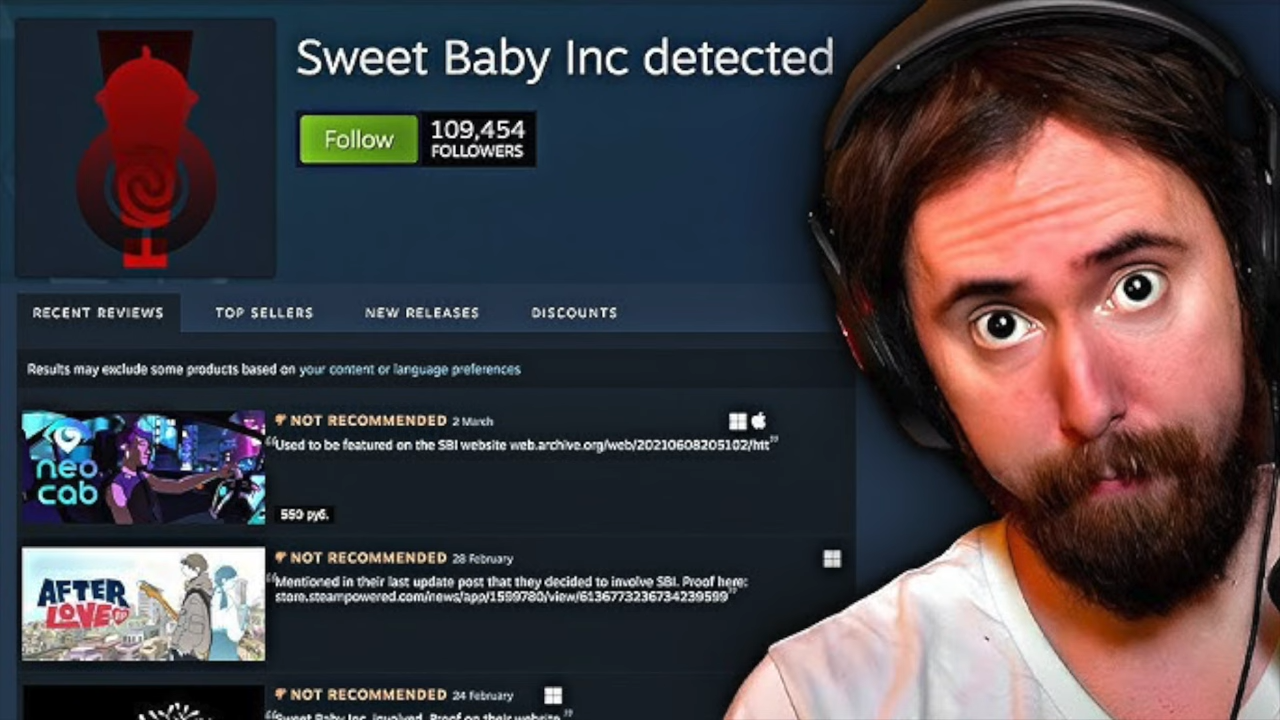 Sweet Baby Inc detected
Follow
109,454
FOLLOWERS
RECENT REVIEWS TOP SELLERS NEW RELEASES DISCOUNTS
Results may exclude some products based on your content or language preferences
neo
cab
NOT RECOMMENDED 2 March
“Used to be featured on the SBI website web.archive.org/web/20210608205102/htt”
550 руб.
AFTER
LOVE
NOT RECOMMENDED 28 February
“Mentioned in their last update post that they decided to involve SBI. Proof here:
store.steampowered.com/news/app/1599780/view/6136773236734239599”
NOT RECOMMENDED 24 February
“Sweet Baby Inc. involved. Proof on their website.”